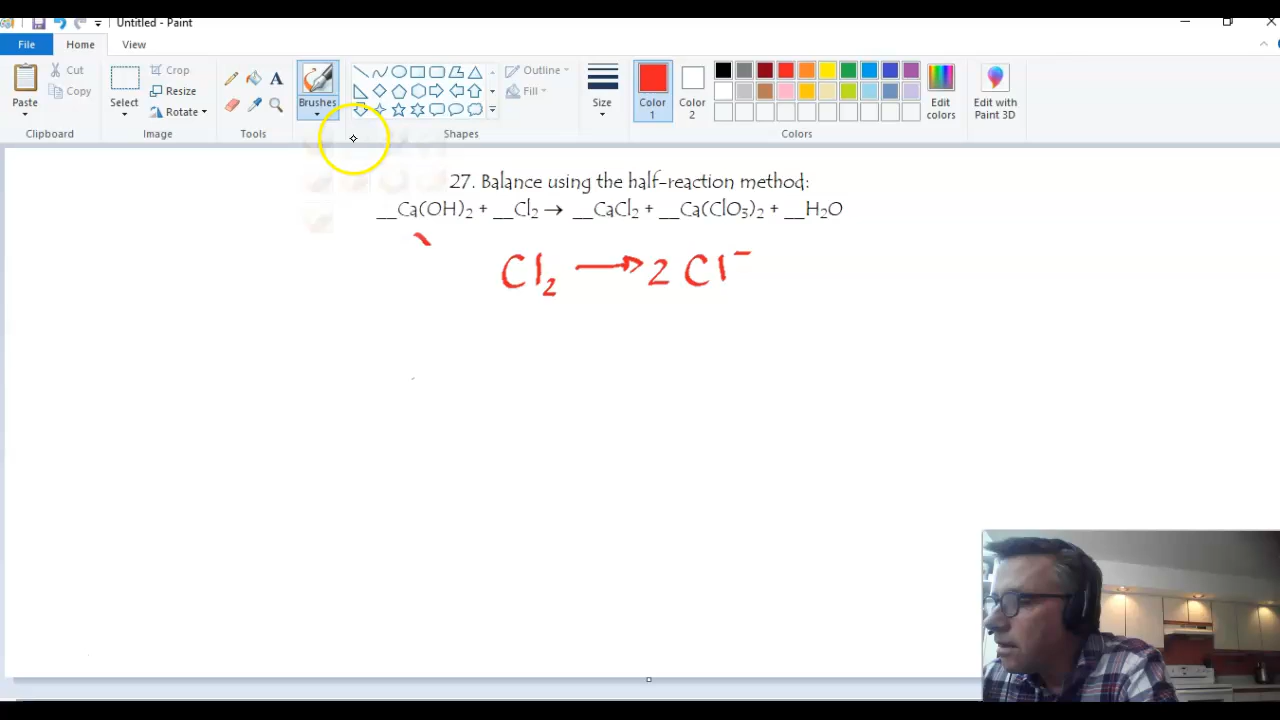 Untitled - Paint
File
Home
View
Cut
Copy
Paste
Clipboard
Select
Crop
Resize
Rotate
Image
Tools
Brushes
Shapes
Outline
Fill
Size
Color 1
Color 2
Colors
Edit colors
Edit with Paint 3D
27. Balance using the half-reaction method:
__Ca(OH)₂ + __Cl₂ → __CaCl₂ + __Ca(ClO₃)₂ + __H₂O
Cl₂ → 2 Cl⁻